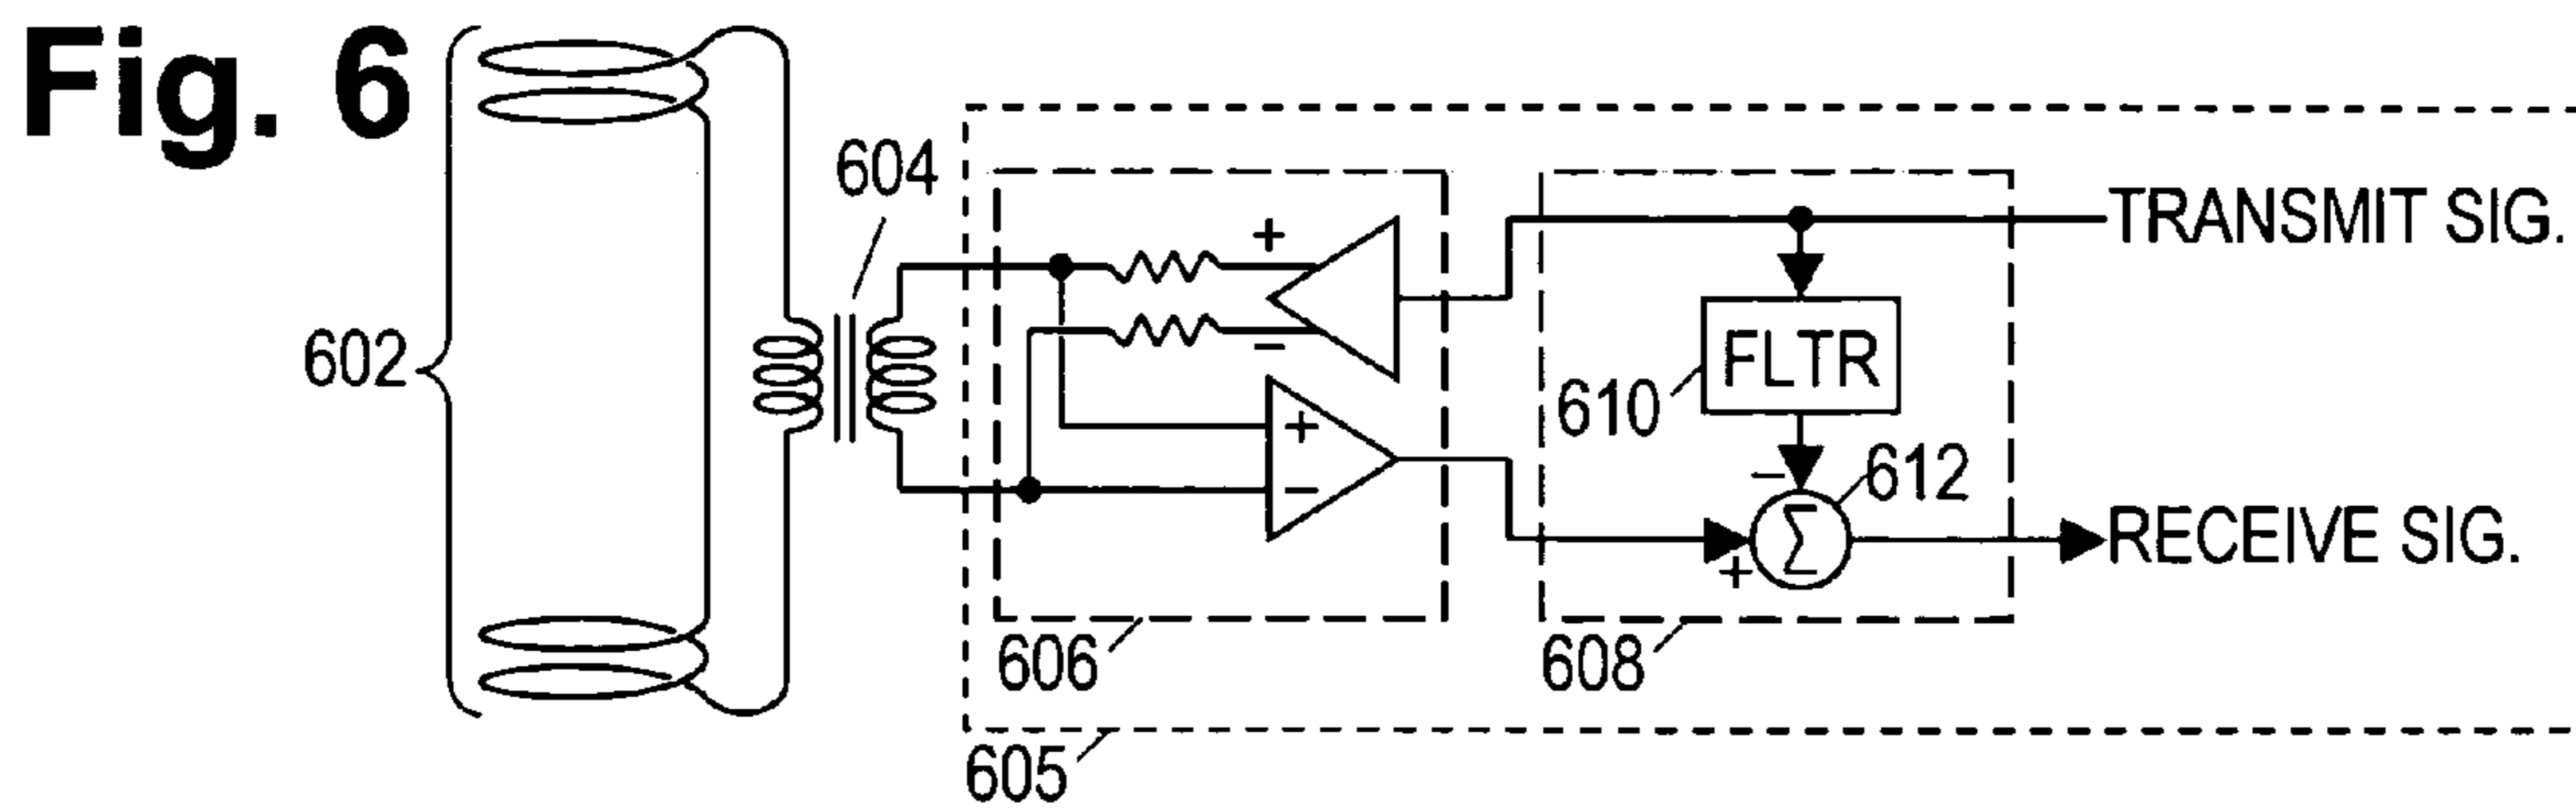 Fig. 6
604
TRANSMIT SIG.
+
−
602
FLTR
610
+
−
−
612
Σ
+
RECEIVE SIG.
606
608
605